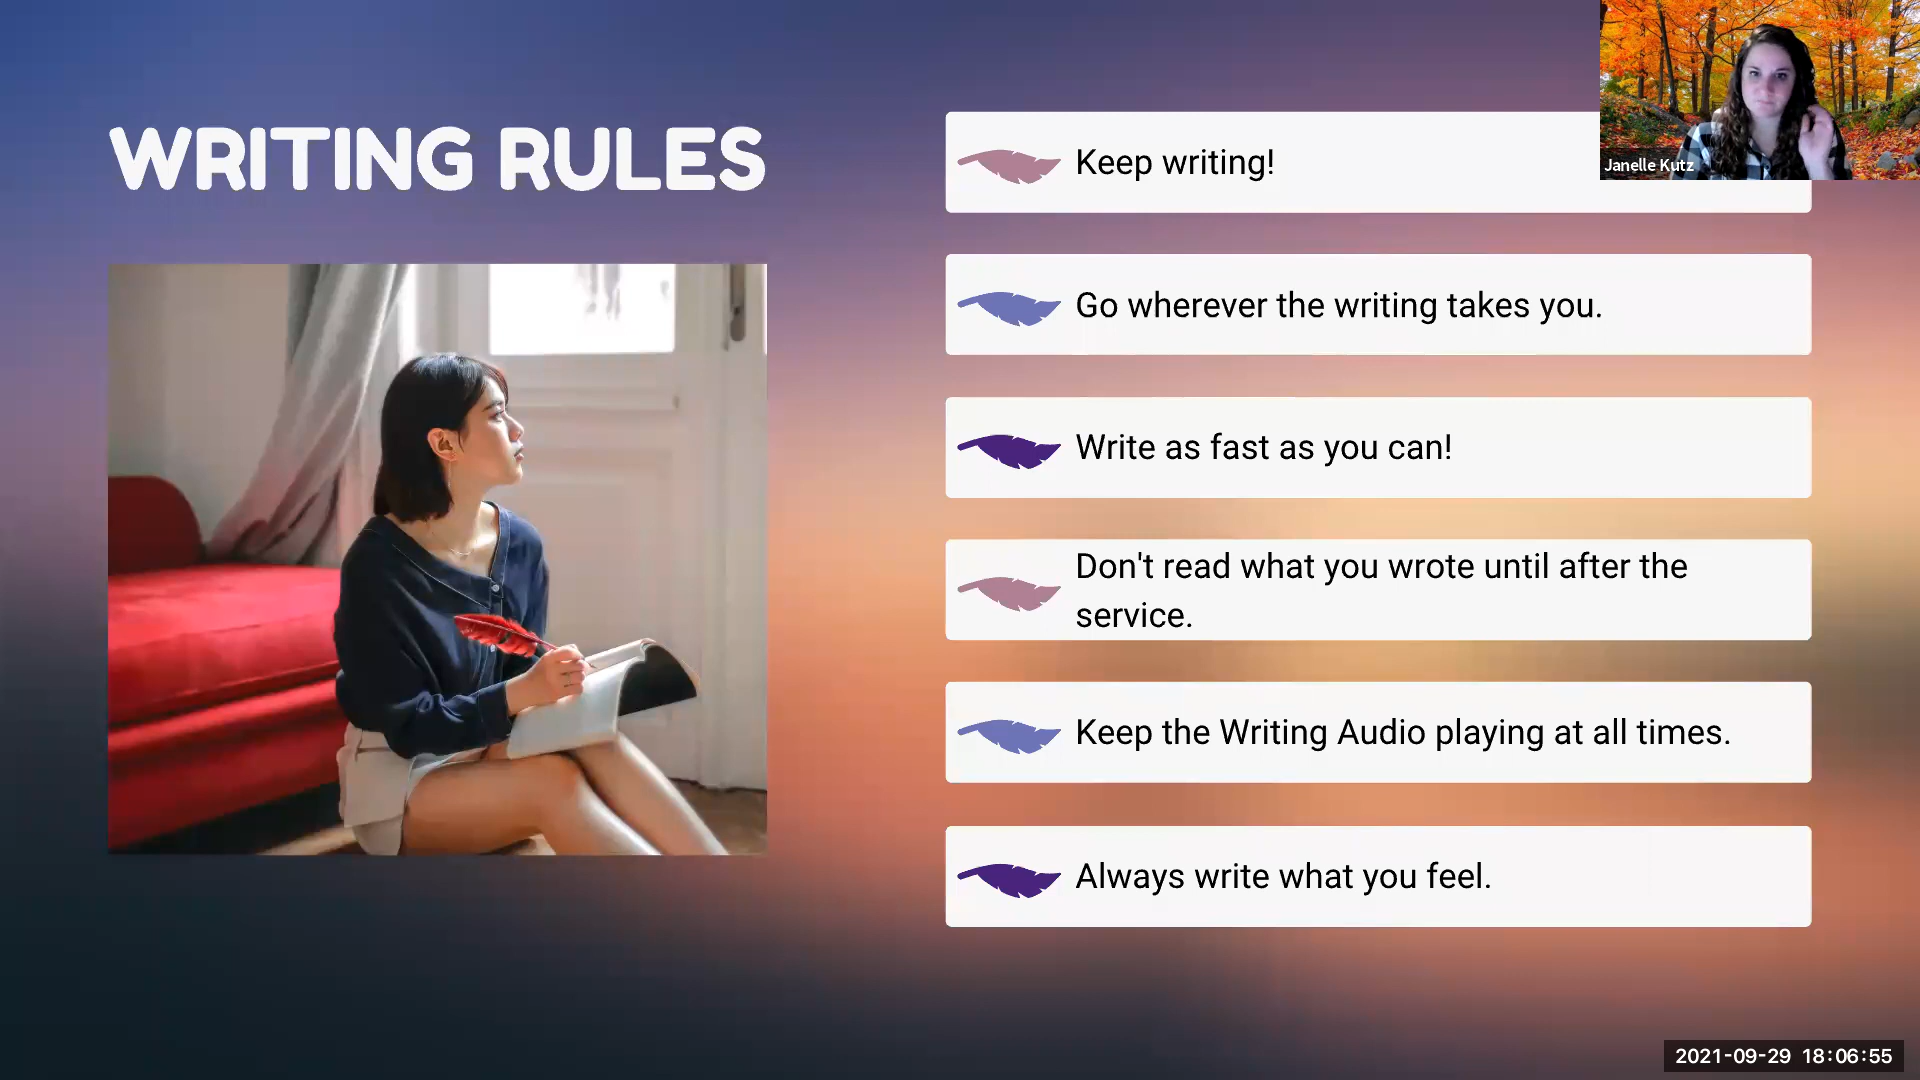 WRITING RULES
Keep writing!
Janelle Kutz
Go wherever the writing takes you.
Write as fast as you can!
Don't read what you wrote until after the
service.
Keep the Writing Audio playing at all times.
Always write what you feel.
2021-09-29 18:06:55